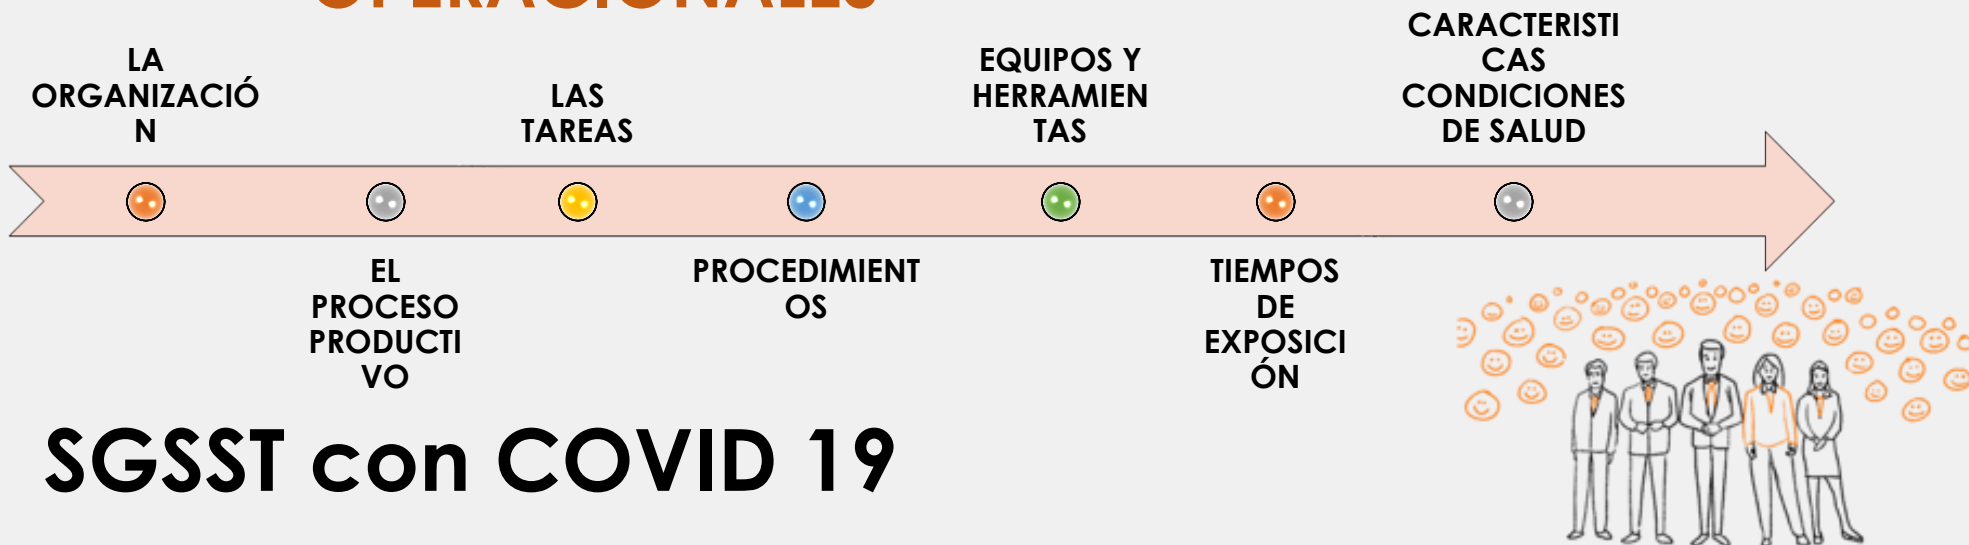 OPERACIONALES
LA
ORGANIZACIÓ
N
EL
PROCESO
PRODUCTI
VO
LAS
TAREAS
PROCEDIMIENT
OS
EQUIPOS Y
HERRAMIEN
TAS
TIEMPOS
DE
EXPOSICI
ÓN
CARACTERISTI
CAS
CONDICIONES
DE SALUD
SGSST con COVID 19